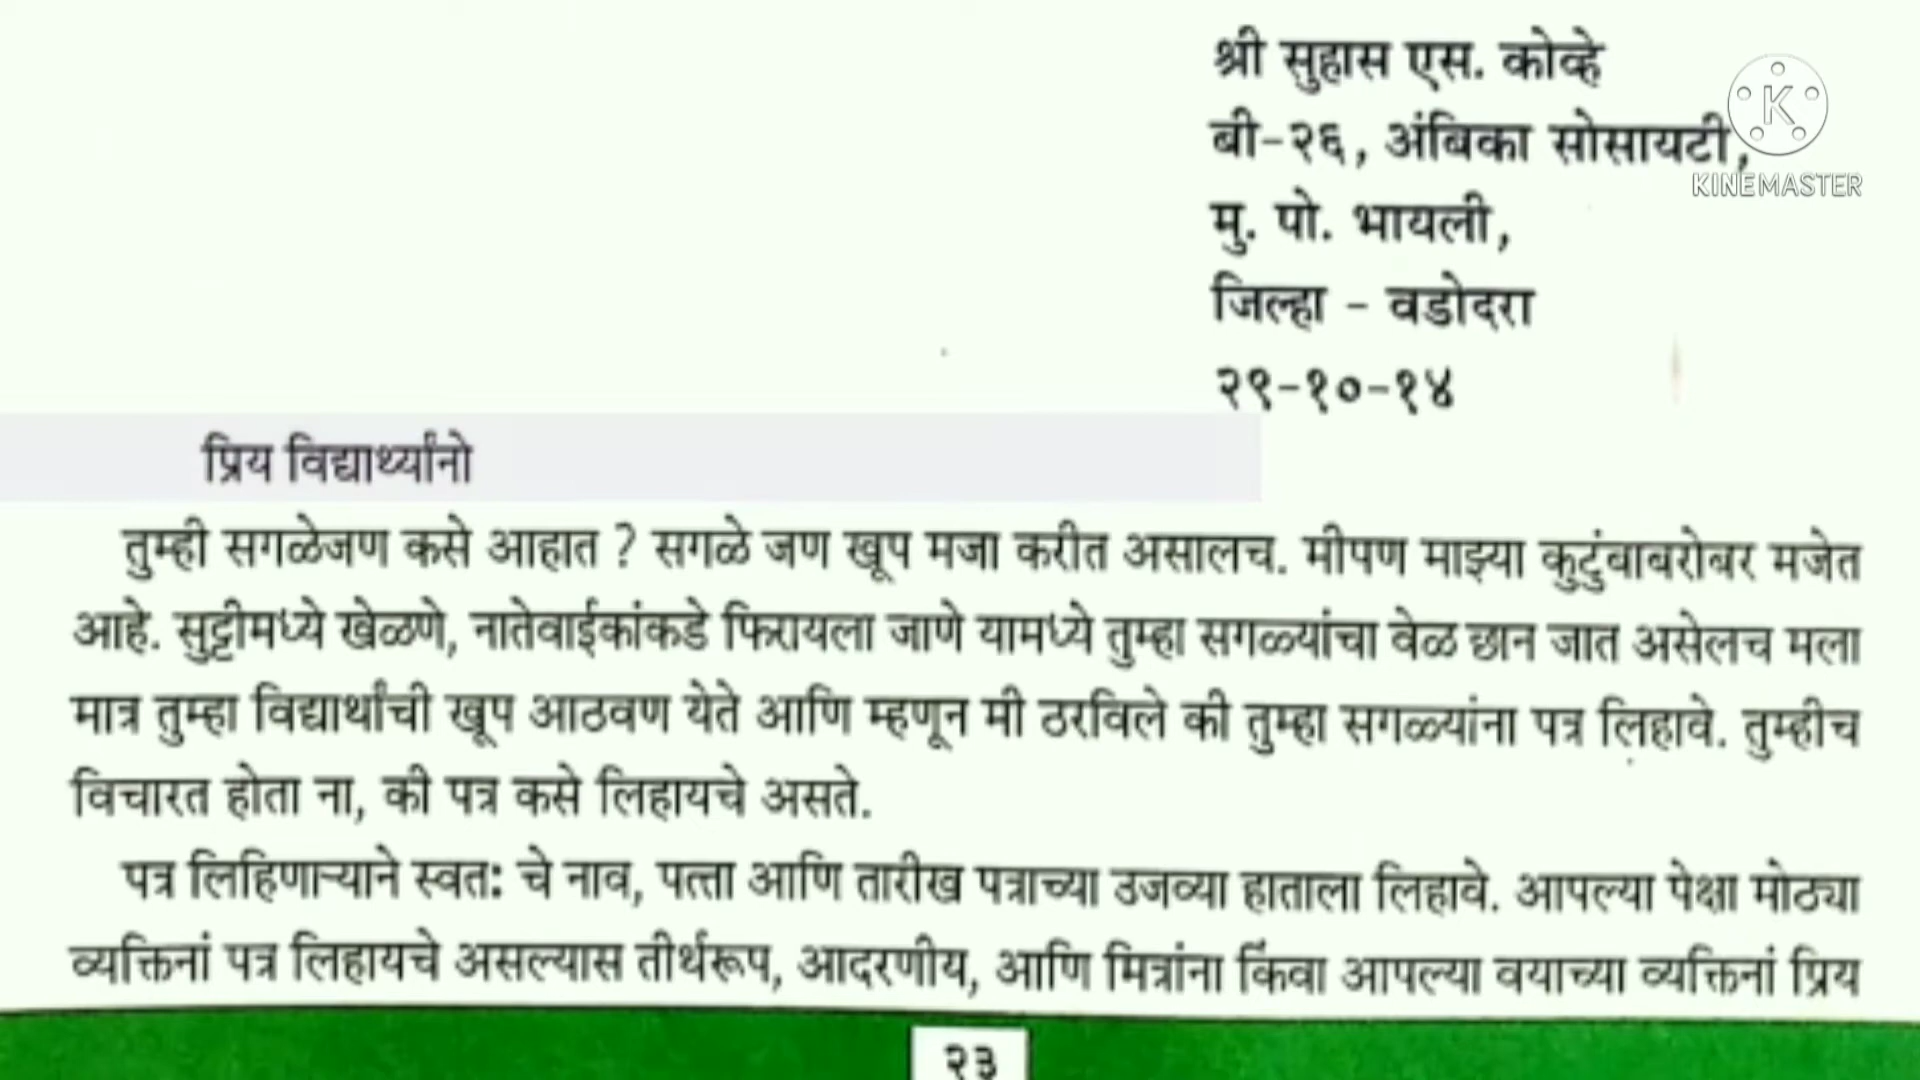 श्री सुहास एस. कोव्हे
बी-२६, अंबिका सोसायटी,
KINEMASTER
मु. पो. भायली,
जिल्हा - वडोदरा
२९-१०-१४
प्रिय विद्यार्थ्यांनो
तुम्ही सगळेजण कसे आहात ? सगळे जण खूप मजा करीत असालच. मीपण माझ्या कुटुंबाबरोबर मजेत
आहे. सुट्टीमध्ये खेळणे, नातेवाईकांकडे फिरायला जाणे यामध्ये तुम्हा सगळ्यांचा वेळ छान जात असेलच मला
मात्र तुम्हा विद्यार्थांची खूप आठवण येते आणि म्हणून मी ठरविले की तुम्हा सगळ्यांना पत्र लिहावे. तुम्हीच
विचारत होता ना, की पत्र कसे लिहायचे असते.
पत्र लिहिणाऱ्याने स्वतः चे नाव, पत्ता आणि तारीख पत्राच्या उजव्या हाताला लिहावे. आपल्या पेक्षा मोठ्या
व्यक्तिनां पत्र लिहायचे असल्यास तीर्थरूप, आदरणीय, आणि मित्रांना किंवा आपल्या वयाच्या व्यक्तिनां प्रिय
२३